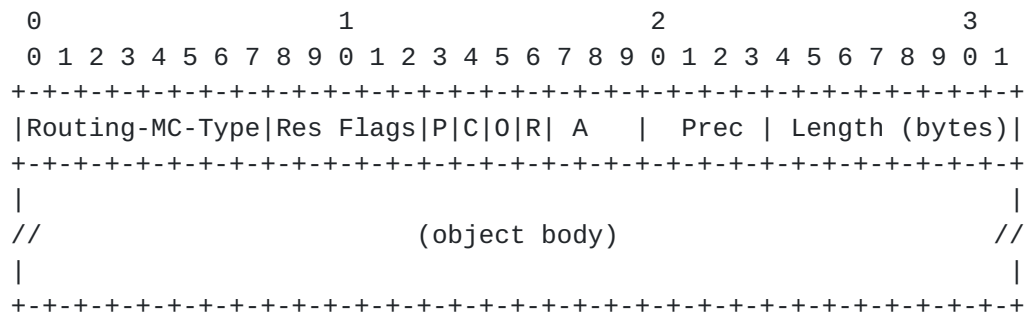 0                   1                   2                   3
 0 1 2 3 4 5 6 7 8 9 0 1 2 3 4 5 6 7 8 9 0 1 2 3 4 5 6 7 8 9 0 1
+-+-+-+-+-+-+-+-+-+-+-+-+-+-+-+-+-+-+-+-+-+-+-+-+-+-+-+-+-+-+-+-+
|Routing-MC-Type|Res Flags|P|C|O|R| A   |  Prec | Length (bytes)|
+-+-+-+-+-+-+-+-+-+-+-+-+-+-+-+-+-+-+-+-+-+-+-+-+-+-+-+-+-+-+-+-+
|                                                               |
//                        (object body)                        //
|                                                               |
+-+-+-+-+-+-+-+-+-+-+-+-+-+-+-+-+-+-+-+-+-+-+-+-+-+-+-+-+-+-+-+-+